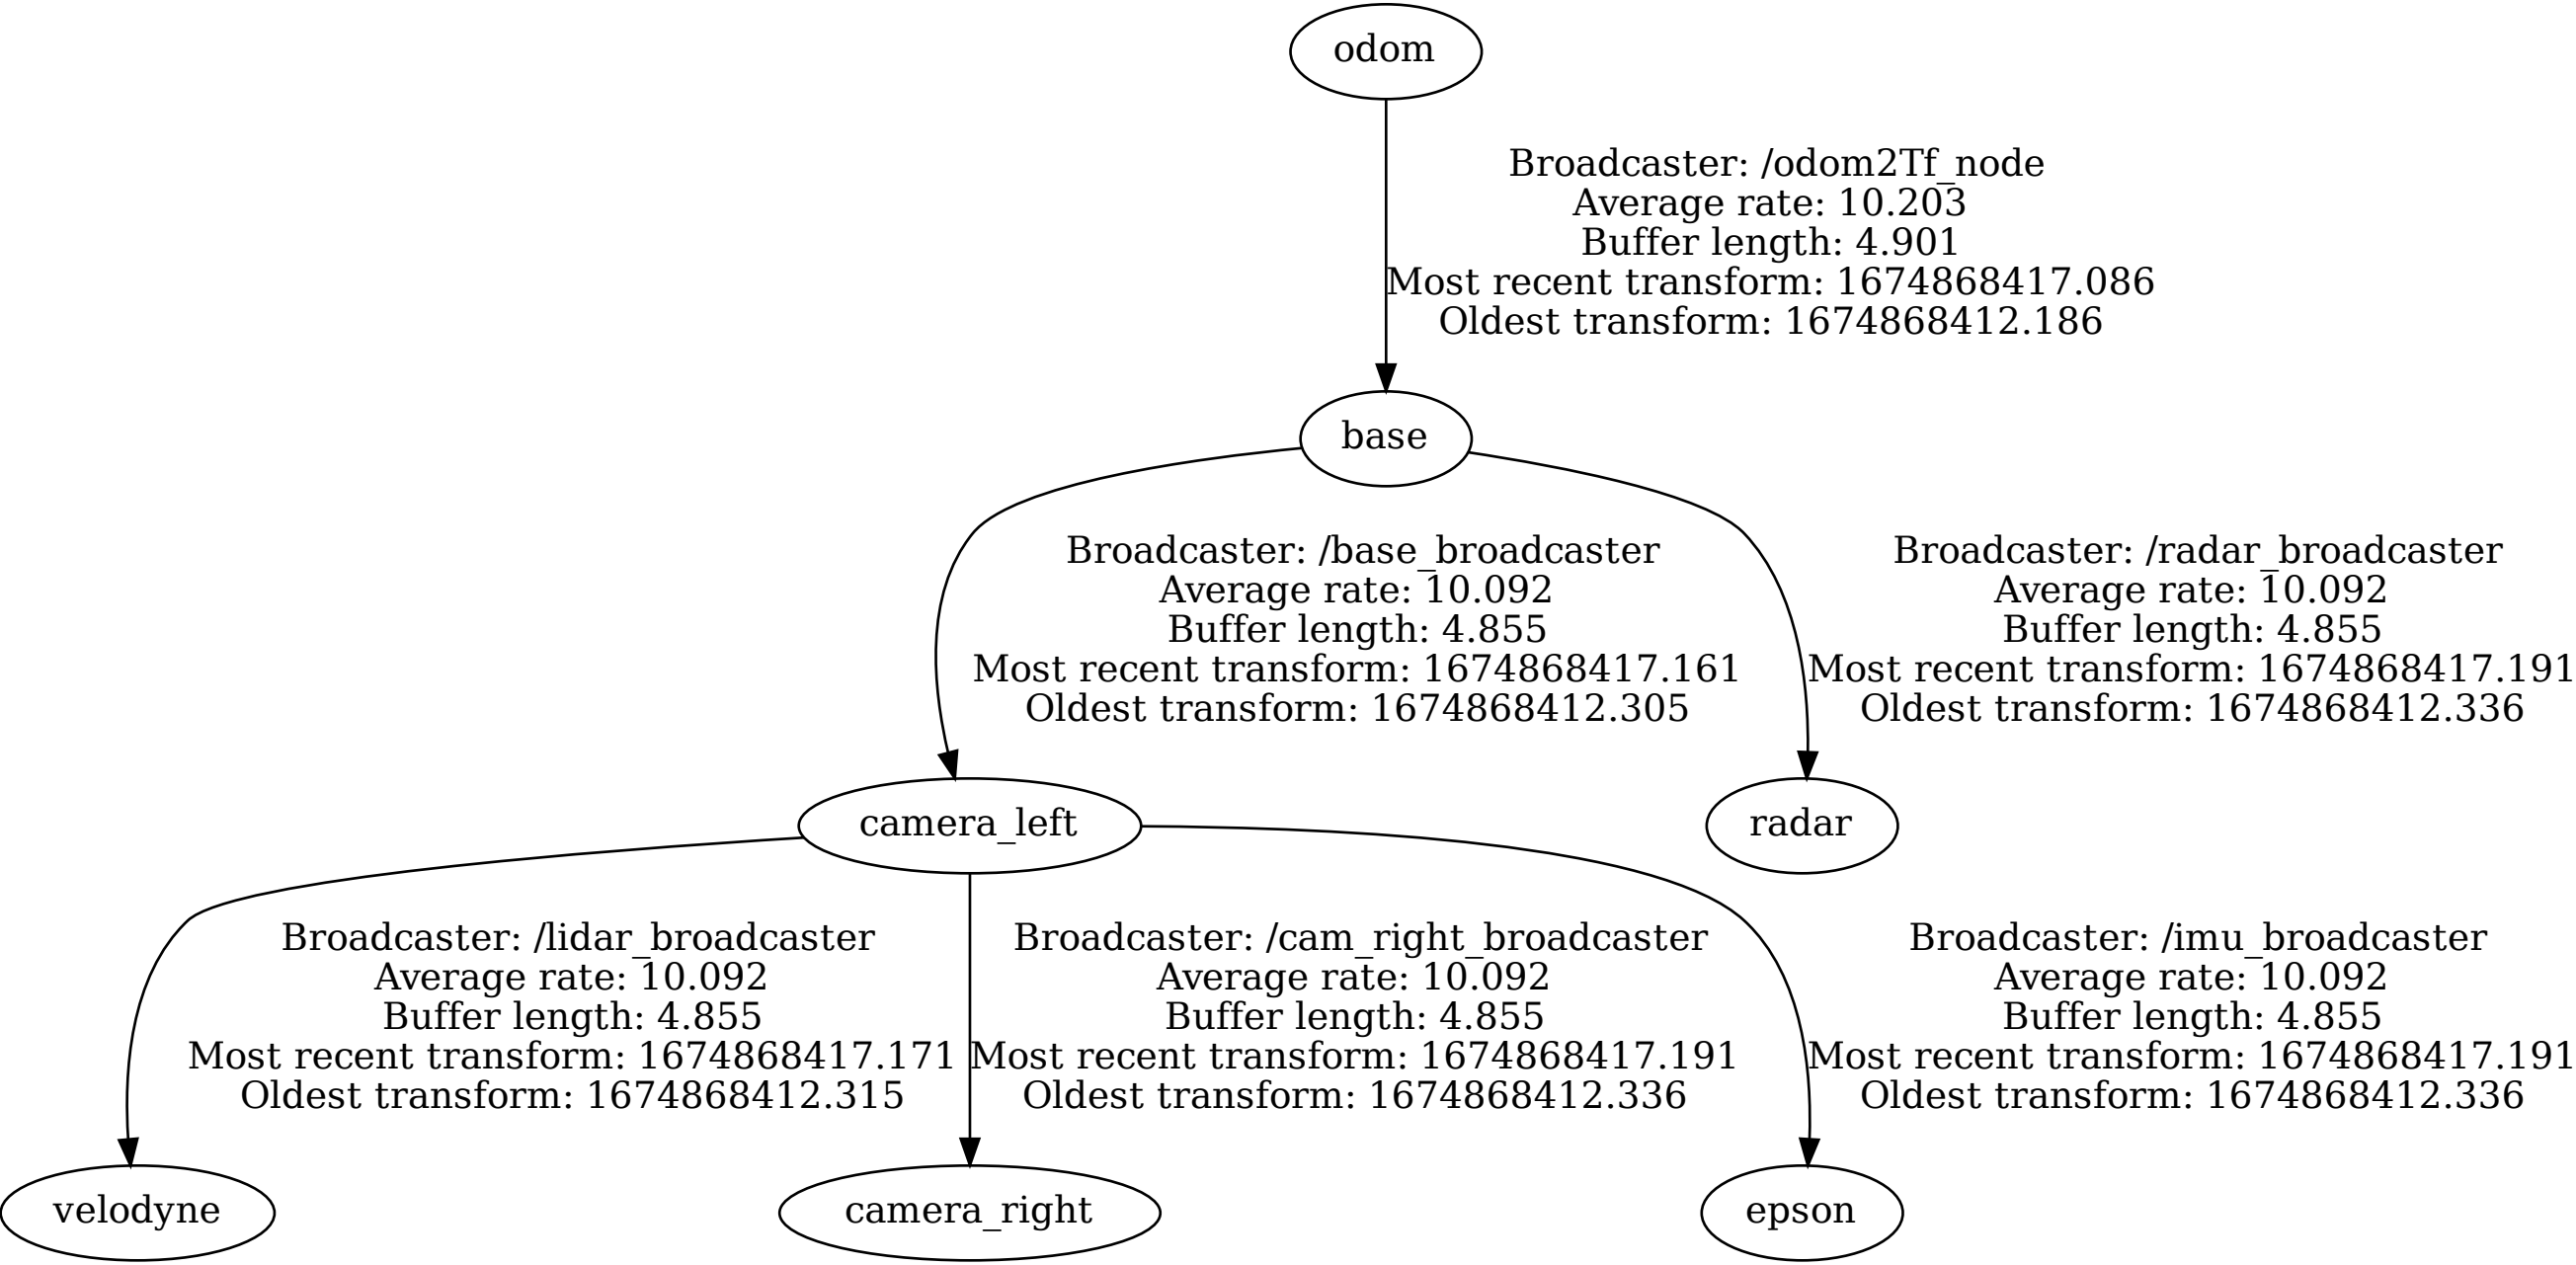 odom
Broadcaster: /odom2Tf_node
Average rate: 10.203
Buffer length: 4.901
Most recent transform: 1674868417.086
Oldest transform: 1674868412.186
base
Broadcaster: /base_broadcaster
Average rate: 10.092
Buffer length: 4.855
Most recent transform: 1674868417.161
Oldest transform: 1674868412.305
Broadcaster: /radar_broadcaster
Average rate: 10.092
Buffer length: 4.855
Most recent transform: 1674868417.191
Oldest transform: 1674868412.336
camera_left
radar
Broadcaster: /lidar_broadcaster
Average rate: 10.092
Buffer length: 4.855
Most recent transform: 1674868417.171
Oldest transform: 1674868412.315
Broadcaster: /cam_right_broadcaster
Average rate: 10.092
Buffer length: 4.855
Most recent transform: 1674868417.191
Oldest transform: 1674868412.336
Broadcaster: /imu_broadcaster
Average rate: 10.092
Buffer length: 4.855
Most recent transform: 1674868417.191
Oldest transform: 1674868412.336
velodyne
camera_right
epson